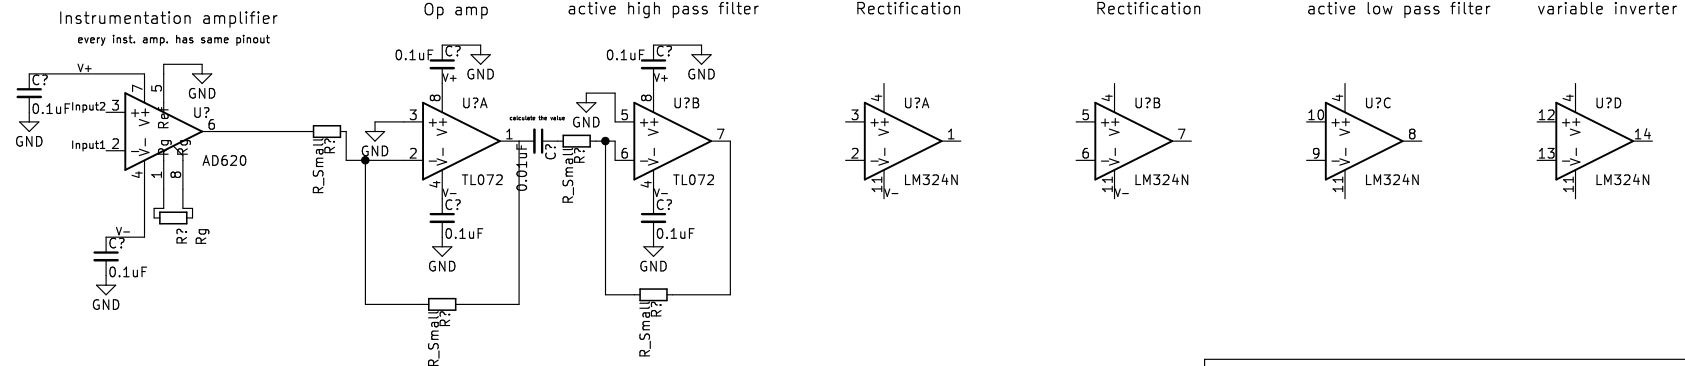 Instrumentation amplifier
every inst. amp. has same pinout
Op amp
active high pass filter
Rectification
Rectification
active low pass filter
variable inverter
V+
C?
0.1uF
GND
Input2
Input1
3
2
7
5
GND
U?
6
AD620
+
-
V+
V-
Ref
Rg
Rg
4
1
8
R?
Rg
V-
C?
0.1uF
GND
R_Small
R?
0.1uF
C?
GND
V+
8
U?A
3
2
GND
+
-
V+
V-
1
TL072
4
V-
C?
0.1uF
GND
R_Small
R?
calculate the value
0.01uF
C?
R_Small
R?
0.1uF
C?
GND
V+
8
U?B
GND
5
6
+
-
V+
V-
7
TL072
4
V-
C?
0.1uF
GND
R_Small
R?
4
U?A
3
2
+
-
V+
V-
1
11
V-
LM324N
4
U?B
5
6
+
-
V+
V-
7
11
V-
LM324N
4
U?C
10
9
+
-
V+
V-
8
11
LM324N
4
U?D
12
13
+
-
V+
V-
14
11
LM324N